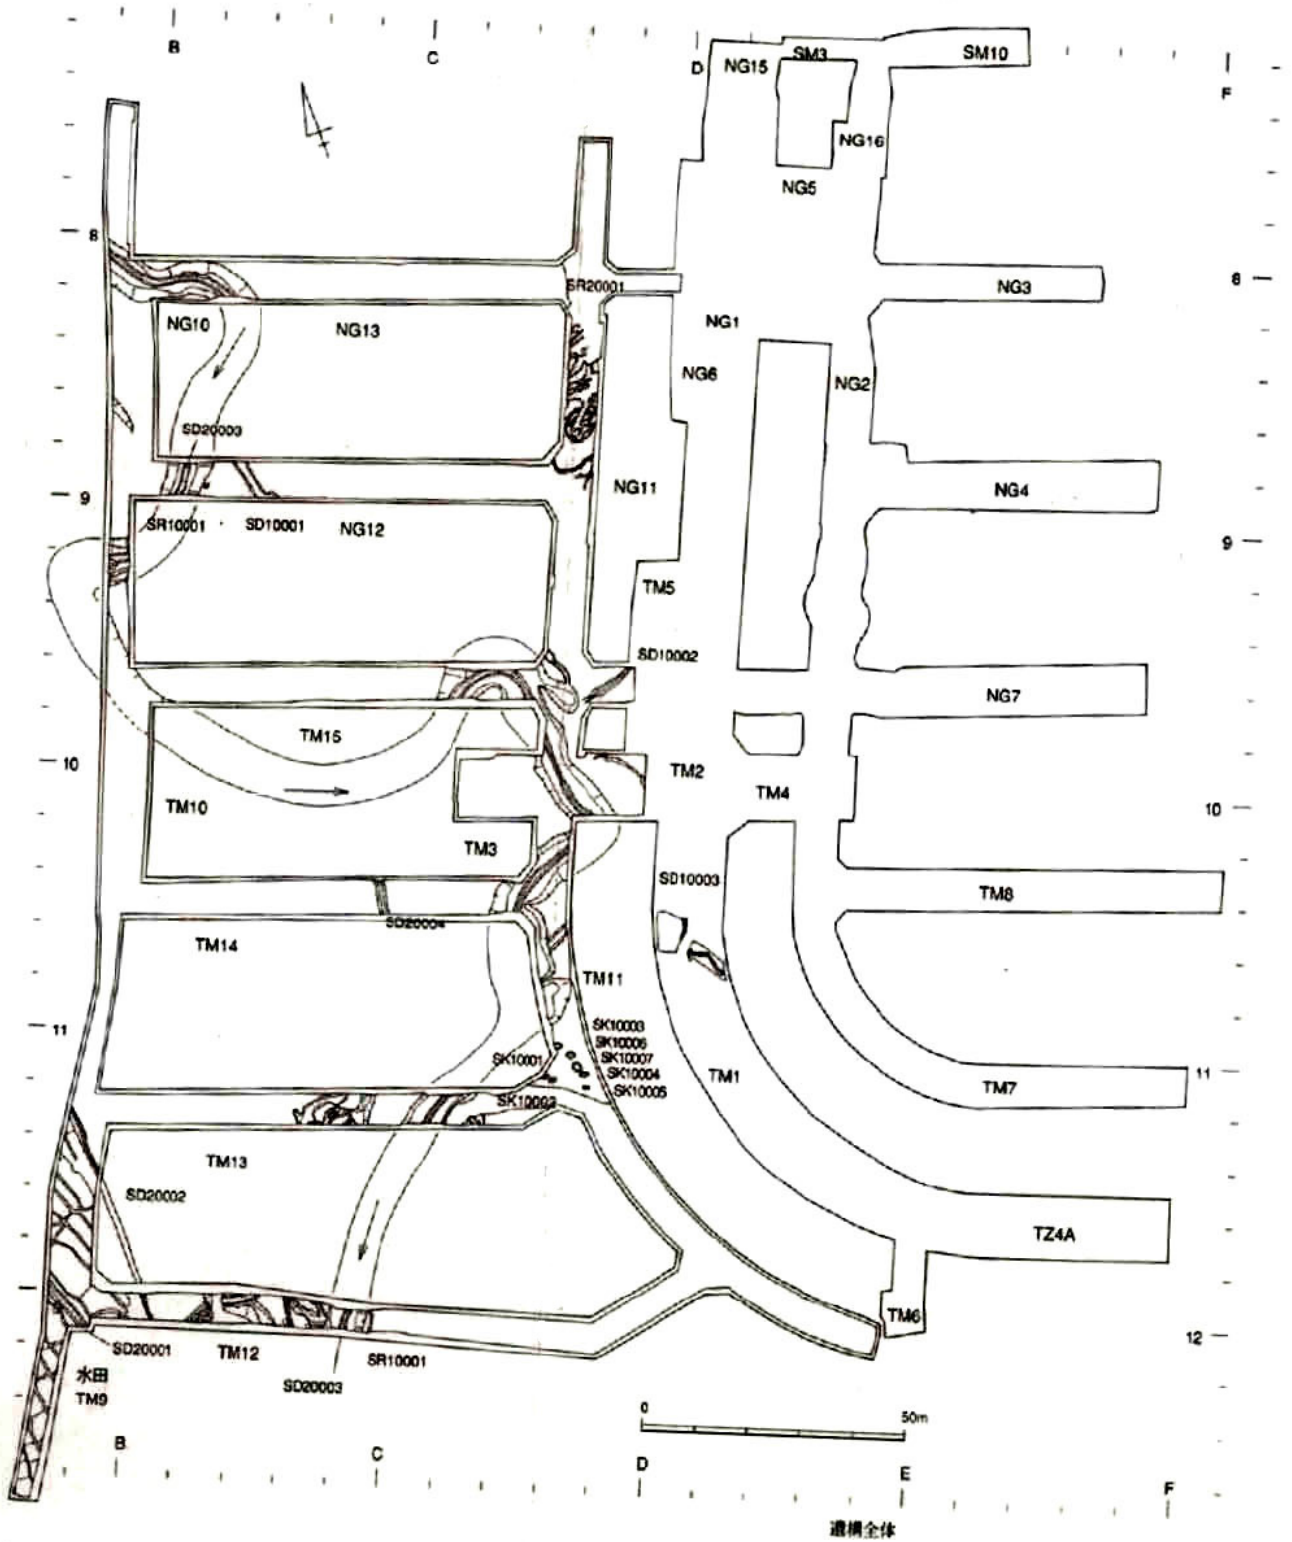 B
C
D
F
NG15
SM3
SM10
NG16
NG5
8
8
SR20001
NG3
NG10
NG13
NG1
NG6
NG2
SD20003
9
NG11
NG4
SR10001
SD10001
NG12
9
TM5
SD10002
NG7
TM15
10
TM2
TM4
TM10
10
TM3
SD10003
TM8
SD20004
TM14
TM11
11
SK10003
SK10006
SK10007
SK10001
SK10004
SK10005
SK10002
TM1
TM7
11
TM13
SD20002
TZ4A
TM6
12
SD20001
TM12
SR10001
水田
SD20003
TM9
0
50m
B
C
D
E
F
遺構全体